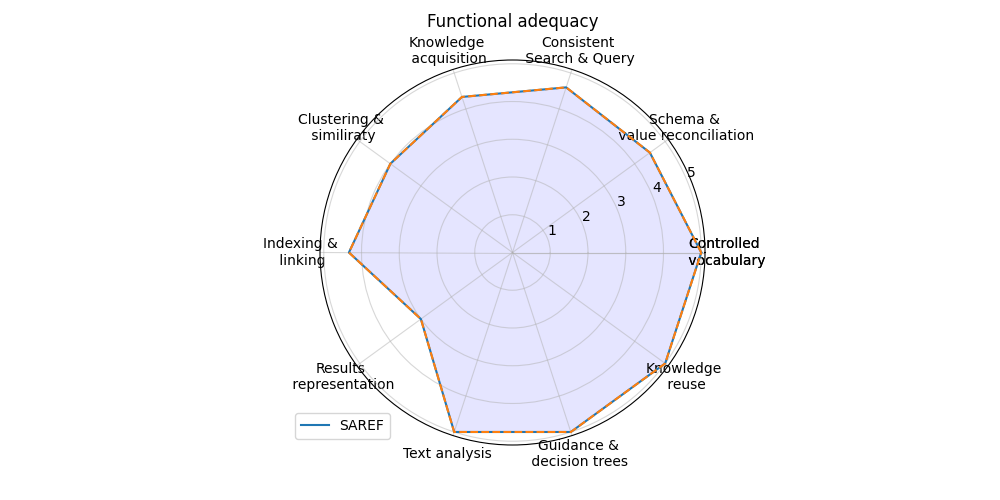 Functional adequacy
Knowledge
acquisition
Consistent
Search & Query
Clustering &
similiraty
Schema &
value reconciliation
5
4
3
2
1
Indexing &
linking
Controlled
vocabulary
Results
representation
Knowledge
reuse
SAREF
Text analysis
Guidance &
decision trees